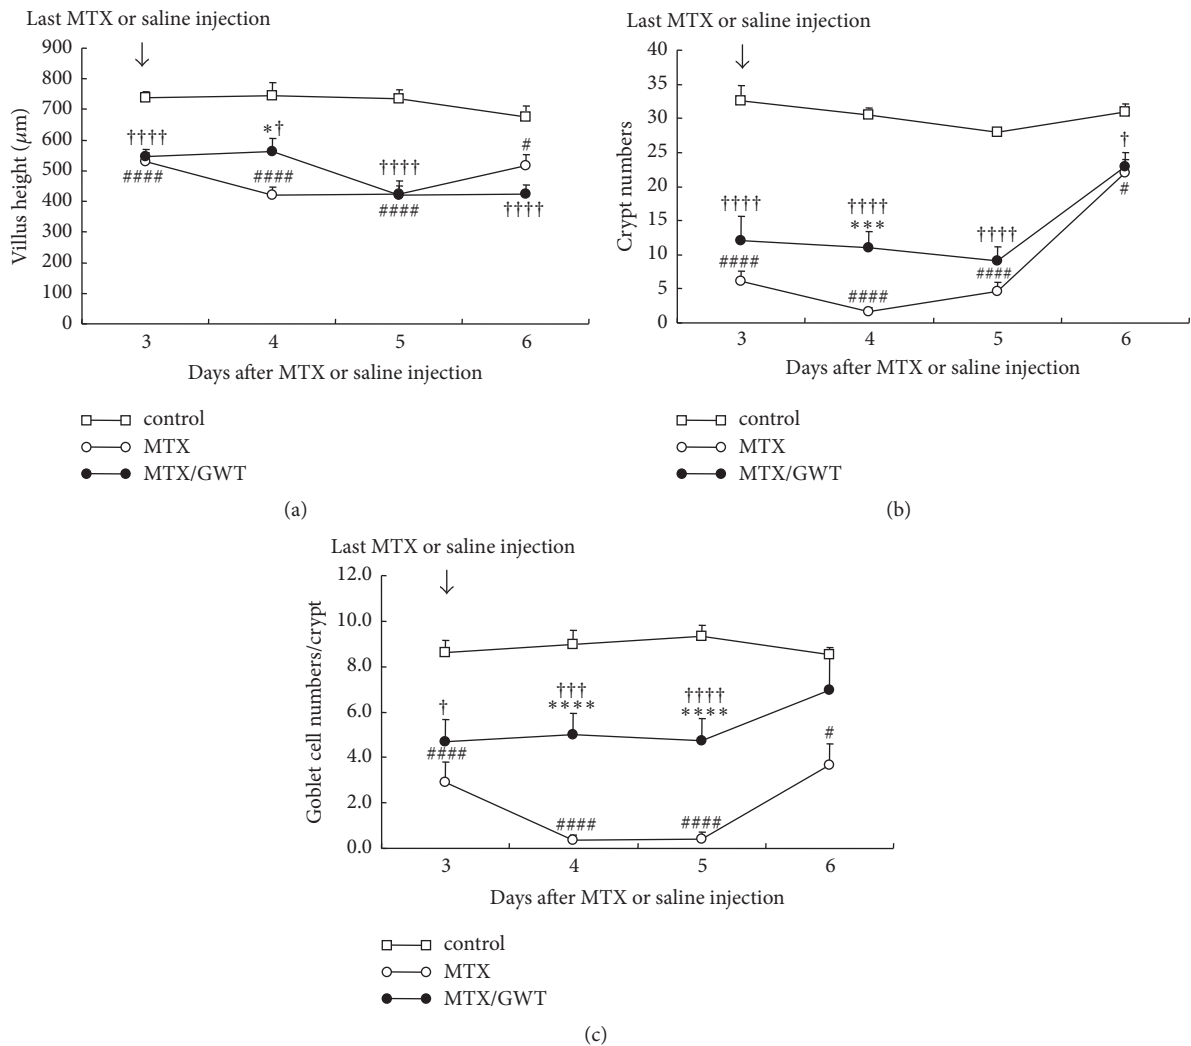 Last MTX or saline injection
900
800
700
600
500
400
300
200
100
0
Villus height (μm)
††††
*†
††††
#
####
####
####
††††
3 4 5 6
Days after MTX or saline injection
control
MTX
MTX/GWT
(a)
Last MTX or saline injection
40
35
30
25
20
15
10
5
0
Crypt numbers
††††
††††
***
††††
†
####
####
####
#
3 4 5 6
Days after MTX or saline injection
control
MTX
MTX/GWT
(b)
Last MTX or saline injection
12.0
10.0
8.0
6.0
4.0
2.0
0.0
Goblet cell numbers/crypt
†
†††
****
††††
****
#
####
####
####
3 4 5 6
Days after MTX or saline injection
control
MTX
MTX/GWT
(c)